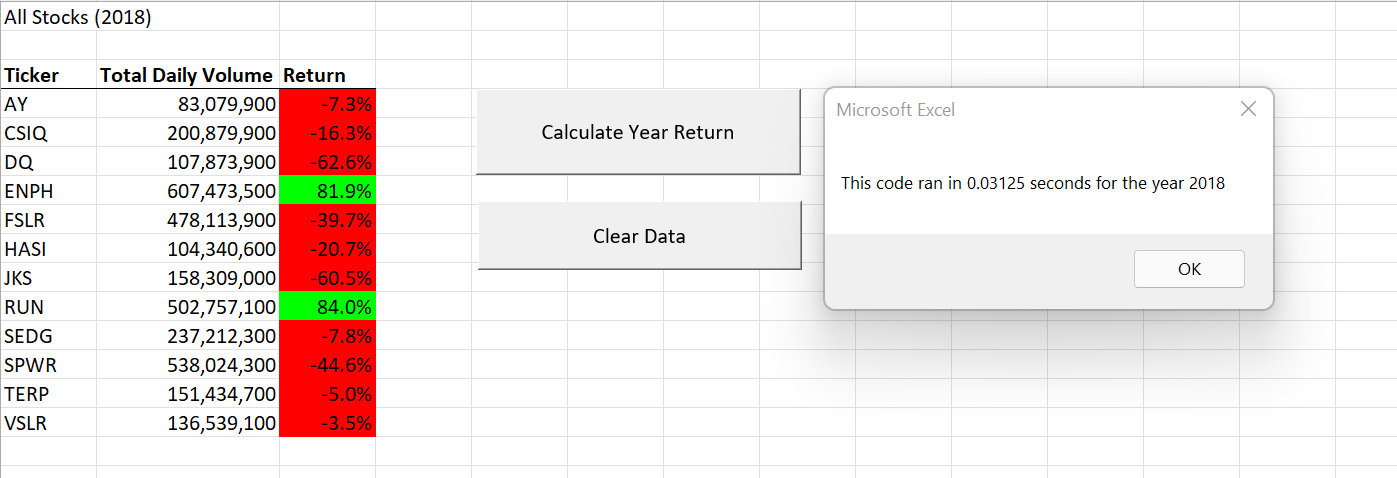 All Stocks (2018)
Ticker Total Daily Volume Return
AY 83,079,900 -7.3%
CSIQ 200,879,900 -16.3%
DQ 107,873,900 -62.6%
ENPH 607,473,500 81.9%
FSLR 478,113,900 -39.7%
HASI 104,340,600 -20.7%
JKS 158,309,000 -60.5%
RUN 502,757,100 84.0%
SEDG 237,212,300 -7.8%
SPWR 538,024,300 -44.6%
TERP 151,434,700 -5.0%
VSLR 136,539,100 -3.5%
Calculate Year Return
Clear Data
Microsoft Excel
This code ran in 0.03125 seconds for the year 2018
OK